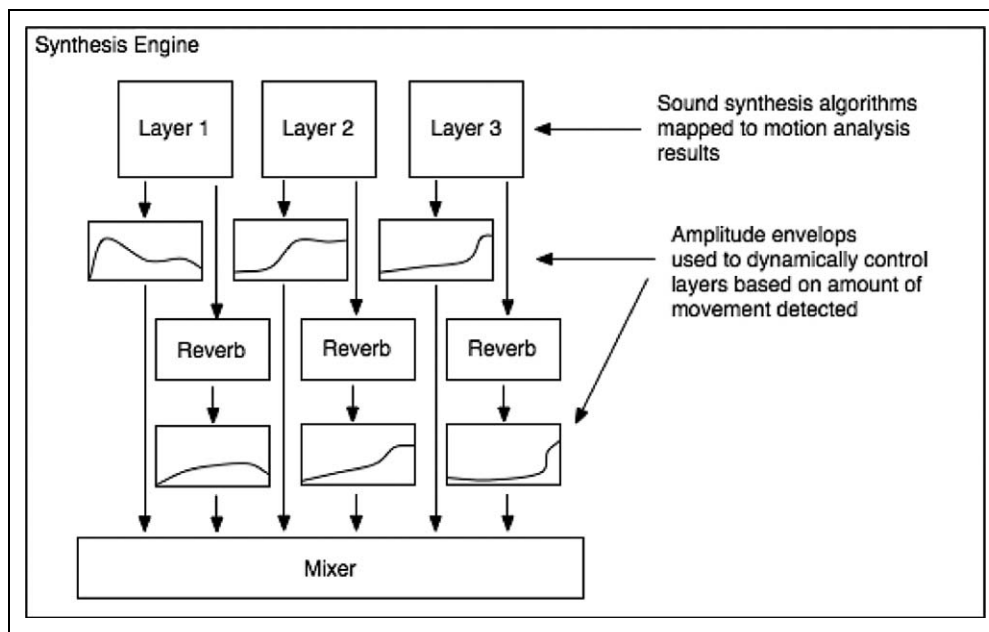 Synthesis Engine
Layer 1
Layer 2
Layer 3
Sound synthesis algorithms
mapped to motion analysis
results
Amplitude envelops
used to dynamically control
layers based on amount of
movement detected
Reverb
Reverb
Reverb
Mixer